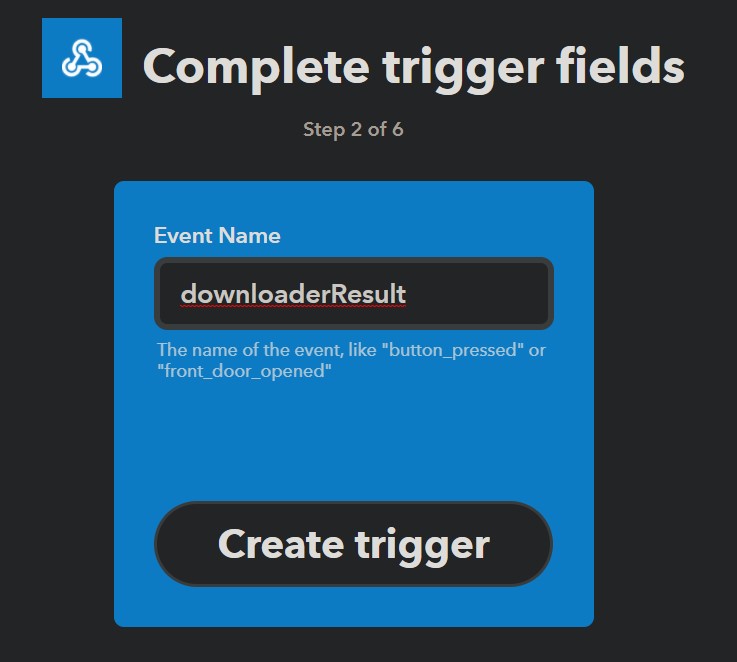 Complete trigger fields
Step 2 of 6
Event Name
downloaderResult
The name of the event, like "button_pressed" or
"front_door_opened"
Create trigger